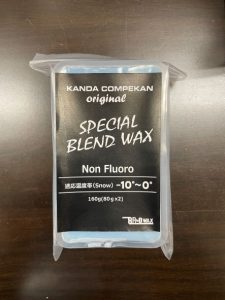 KANDA COMPEKAN
original
SPECIAL
BLEND WAX
Non Fluoro
適応温度帯(Snow) -10°~0°
160g(80g x2)